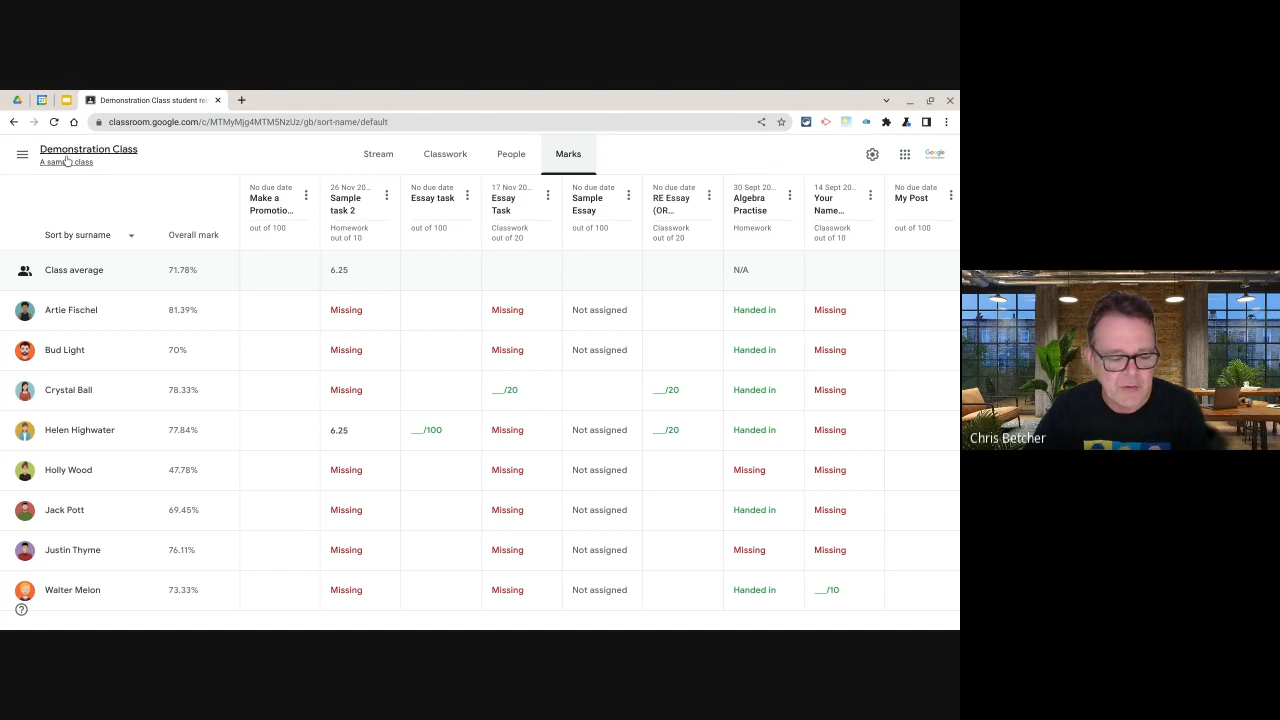 Demonstration Class student re
classroom.google.com/c/MTMyMjg4MTM5NzUz/gb/sort-name/default
Demonstration Class
A sample class
Stream
Classwork
People
Marks
Google
for Education
No due date
Make a
Promotio...
out of 100
26 Nov 20...
Sample
task 2
Homework
out of 10
No due date
Essay task
out of 100
17 Nov 20...
Essay
Task
Classwork
out of 20
No due date
Sample
Essay
out of 100
No due date
RE Essay
(OR...
Classwork
out of 20
30 Sept 20...
Algebra
Practise
Homework
14 Sept 20...
Your
Name...
Classwork
out of 10
No due date
My Post
out of 100
Sort by surname Overall mark
Class average 71.78% 6.25 N/A
Artie Fischel 81.39% Missing Missing Not assigned Handed in Missing
Bud Light 70% Missing Missing Not assigned Handed in Missing
Crystal Ball 78.33% Missing ___/20 ___/20 Handed in Missing
Helen Highwater 77.84% 6.25 ___/100 Missing Not assigned ___/20 Handed in Missing
Holly Wood 47.78% Missing Missing Not assigned Missing Missing
Jack Pott 69.45% Missing Missing Not assigned Handed in Missing
Justin Thyme 76.11% Missing Missing Not assigned Missing Missing
Walter Melon 73.33% Missing Missing Not assigned Handed in ___/10
Chris Betcher